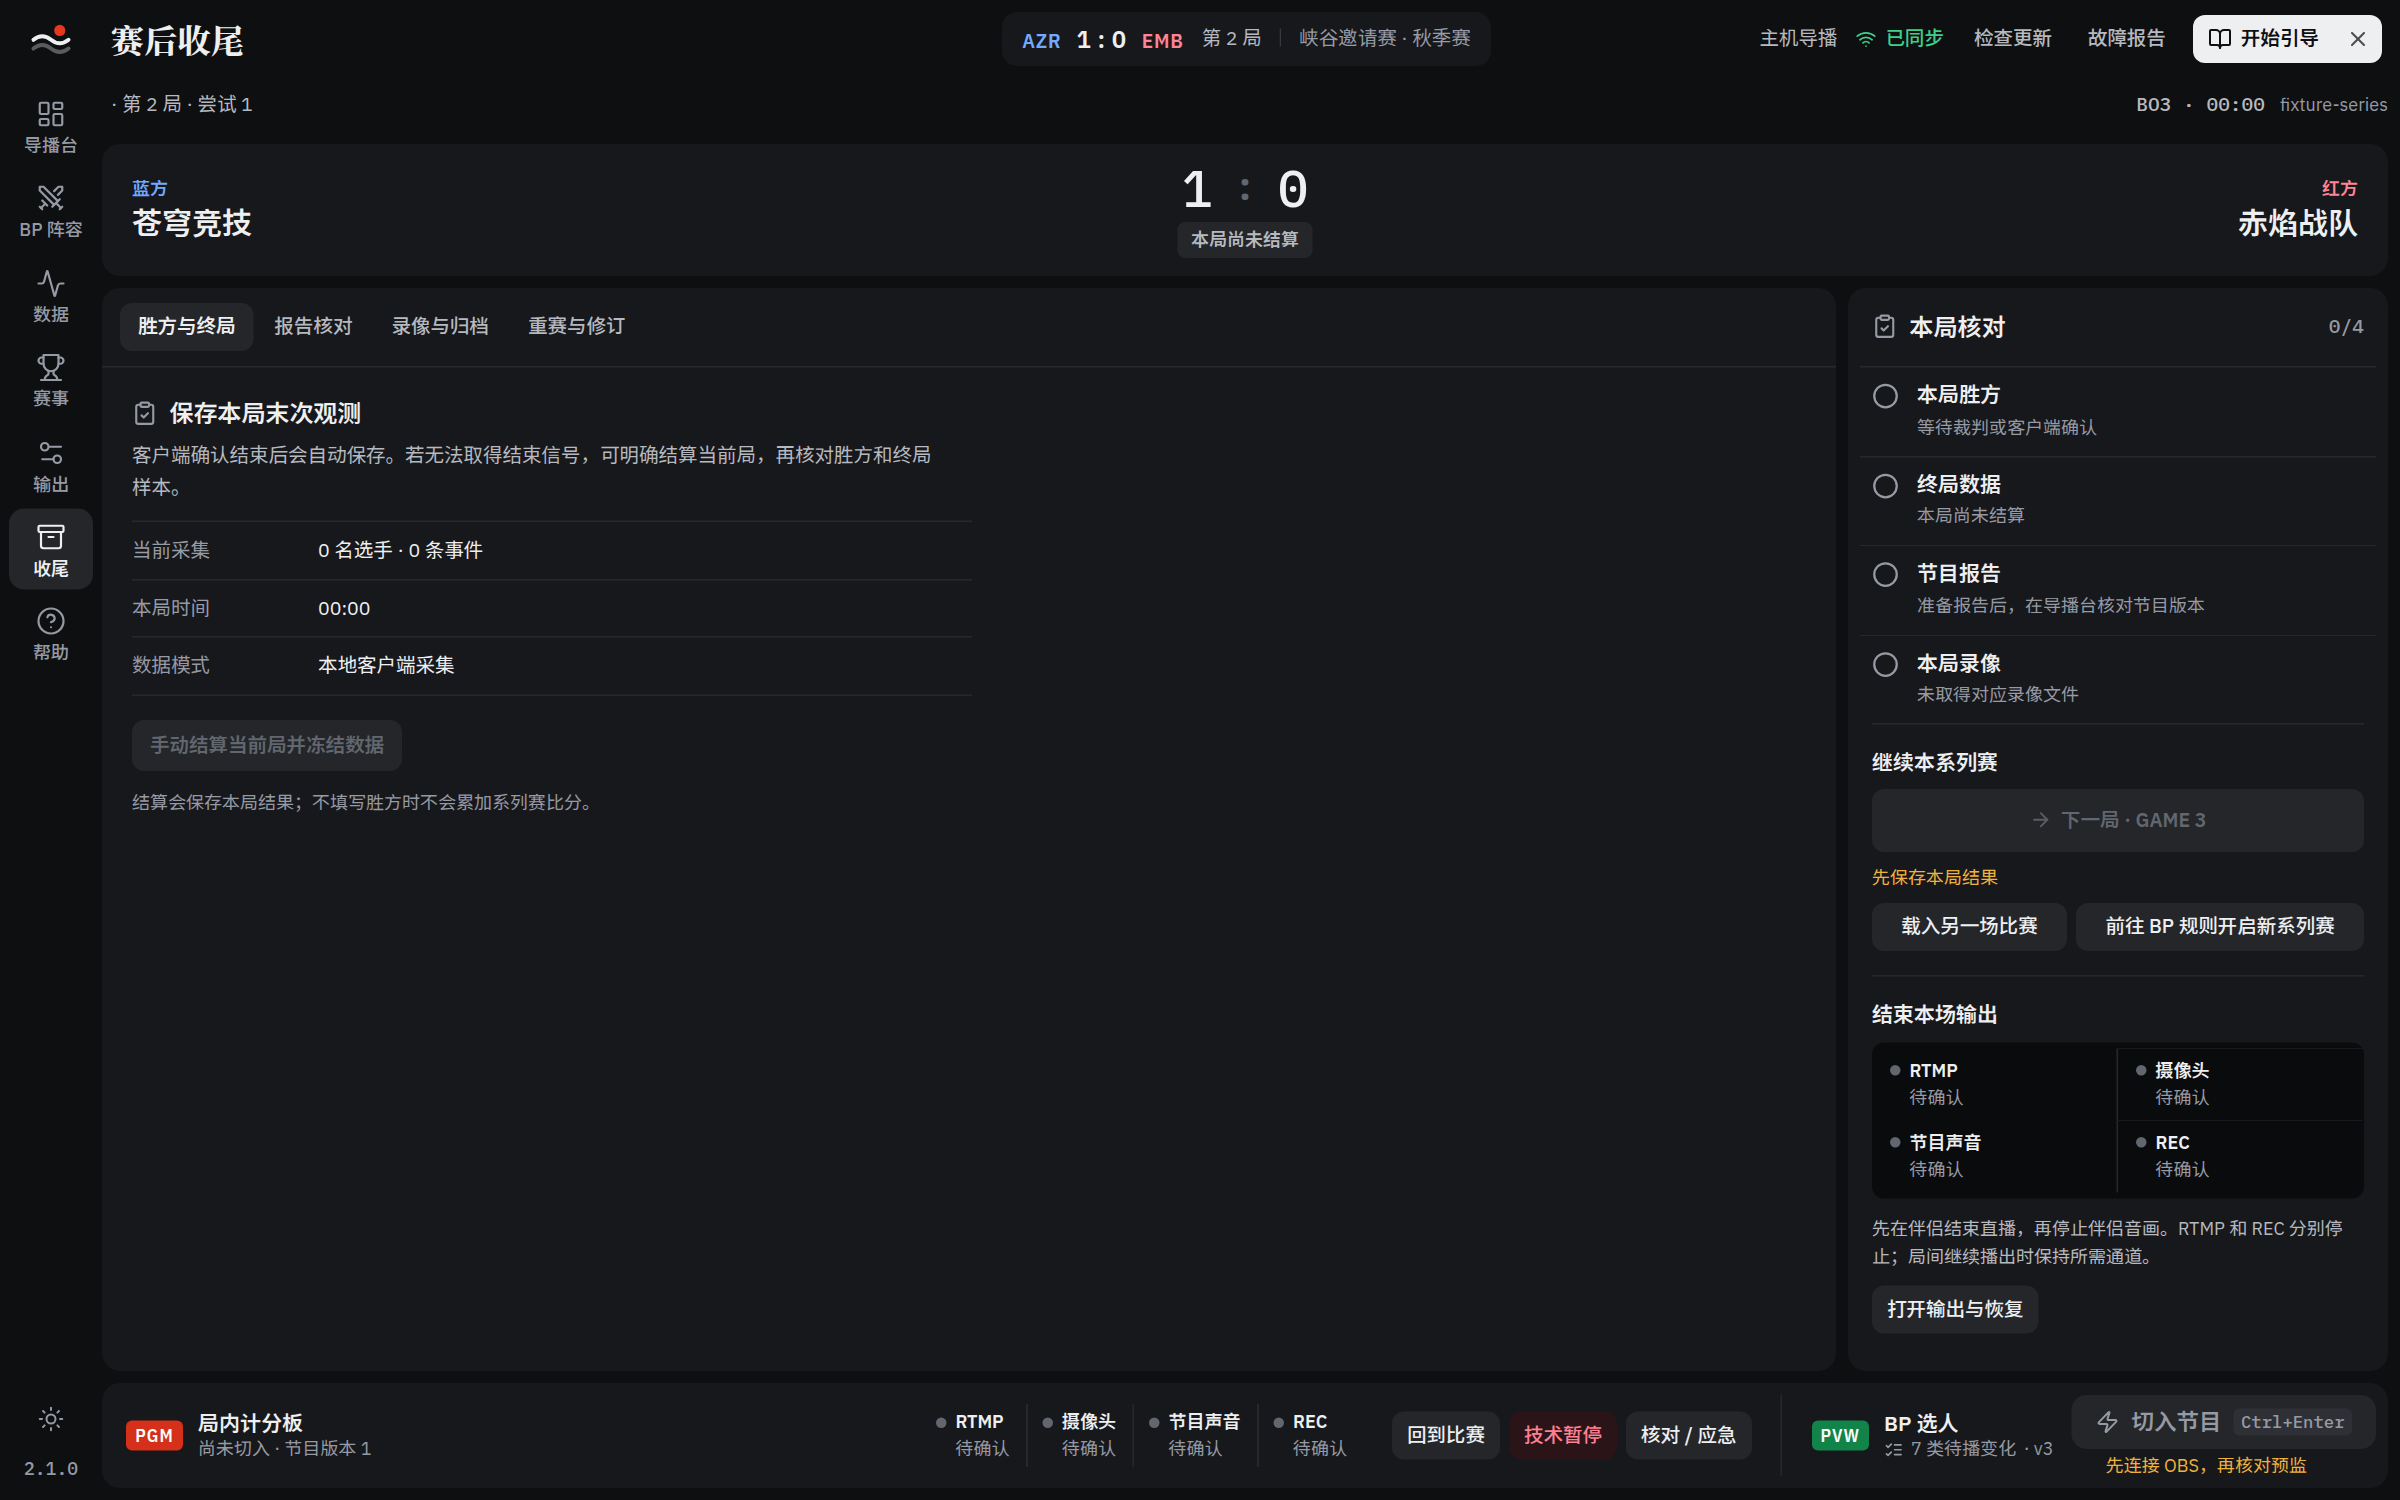 赛后收尾
AZR 1:0 EMB 第 2 局 峡谷邀请赛 · 秋季赛
主机导播 已同步 检查更新 故障报告 开始引导
· 第 2 局 · 尝试 1
BO3 · 00:00 fixture-series
导播台
BP 阵容
数据
赛事
输出
收尾
帮助
2.1.0
蓝方
苍穹竞技
1 : 0
本局尚未结算
红方
赤焰战队
胜方与终局 报告核对 录像与归档 重赛与修订
保存本局末次观测
客户端确认结束后会自动保存。若无法取得结束信号，可明确结算当前局，再核对胜方和终局
样本。
当前采集 0 名选手 · 0 条事件
本局时间 00:00
数据模式 本地客户端采集
手动结算当前局并冻结数据
结算会保存本局结果；不填写胜方时不会累加系列赛比分。
本局核对 0/4
本局胜方
等待裁判或客户端确认
终局数据
本局尚未结算
节目报告
准备报告后，在导播台核对节目版本
本局录像
未取得对应录像文件
继续本系列赛
下一局 · GAME 3
先保存本局结果
载入另一场比赛 前往 BP 规则开启新系列赛
结束本场输出
RTMP 摄像头
待确认 待确认
节目声音 REC
待确认 待确认
先在伴侣结束直播，再停止伴侣音画。RTMP 和 REC 分别停
止；局间继续播出时保持所需通道。
打开输出与恢复
PGM 局内计分板
尚未切入 · 节目版本 1
RTMP 摄像头 节目声音 REC
待确认 待确认 待确认 待确认
回到比赛 技术暂停 核对 / 应急
PVW BP 选人
7 类待播变化 · v3
切入节目 Ctrl+Enter
先连接 OBS，再核对预监